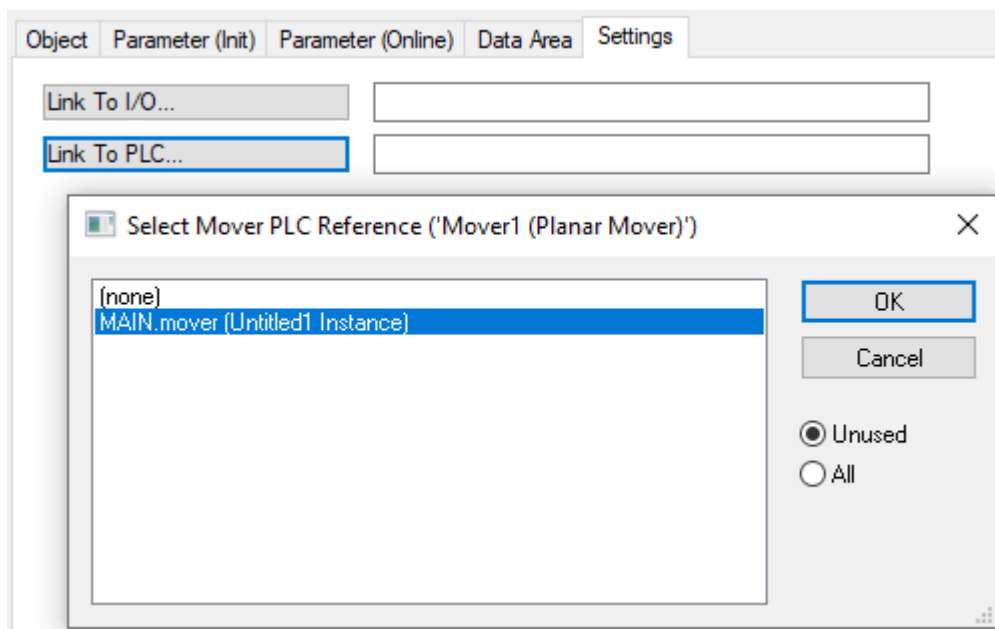 Object Parameter (Init) Parameter (Online) Data Area Settings
Link To I/O...
Link To PLC...
Select Mover PLC Reference ('Mover1 (Planar Mover)')
(none)
MAIN.mover (Untitled1 Instance)
OK
Cancel
Unused
All